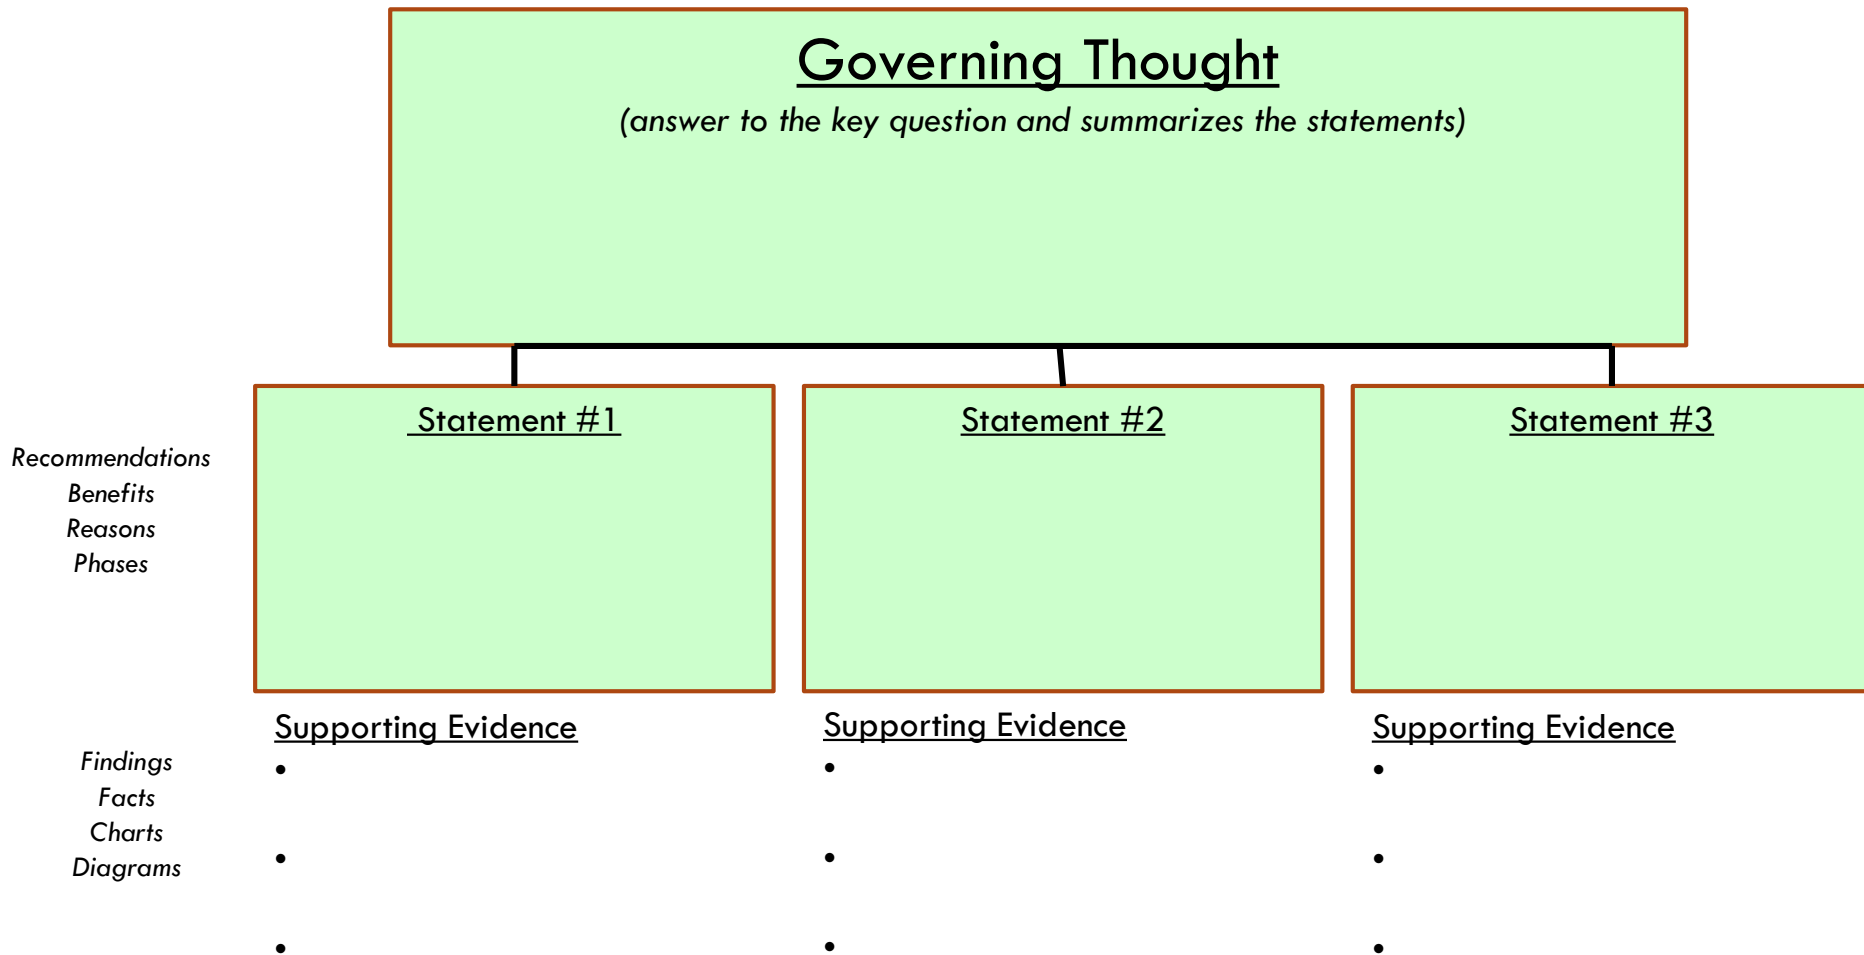 Governing Thought
(answer to the key question and summarizes the statements)
Statement #1
Statement #2
Statement #3
Recommendations
Benefits
Reasons
Phases
Supporting Evidence
Supporting Evidence
Supporting Evidence
Findings
Facts
Charts
Diagrams
•
•
•
•
•
•
•
•
•